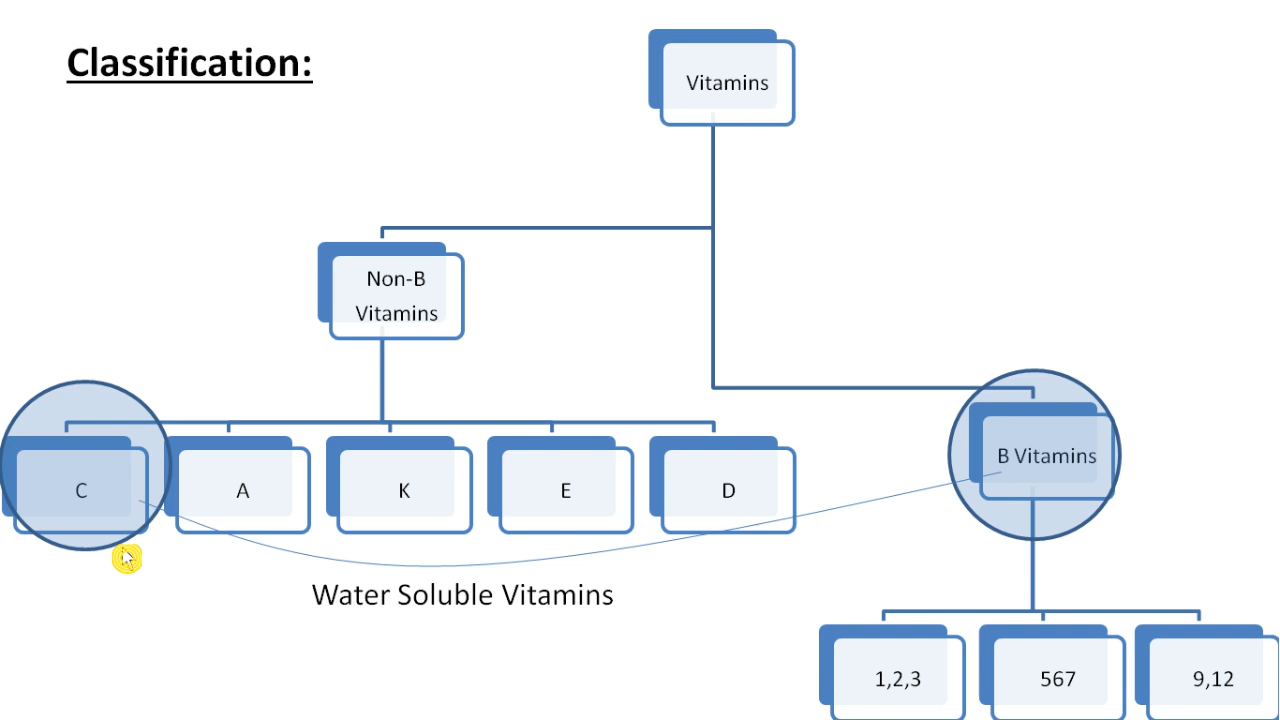 Classification:
Vitamins
Non-B
Vitamins
B Vitamins
C
A
K
E
D
Water Soluble Vitamins
1,2,3
567
9,12